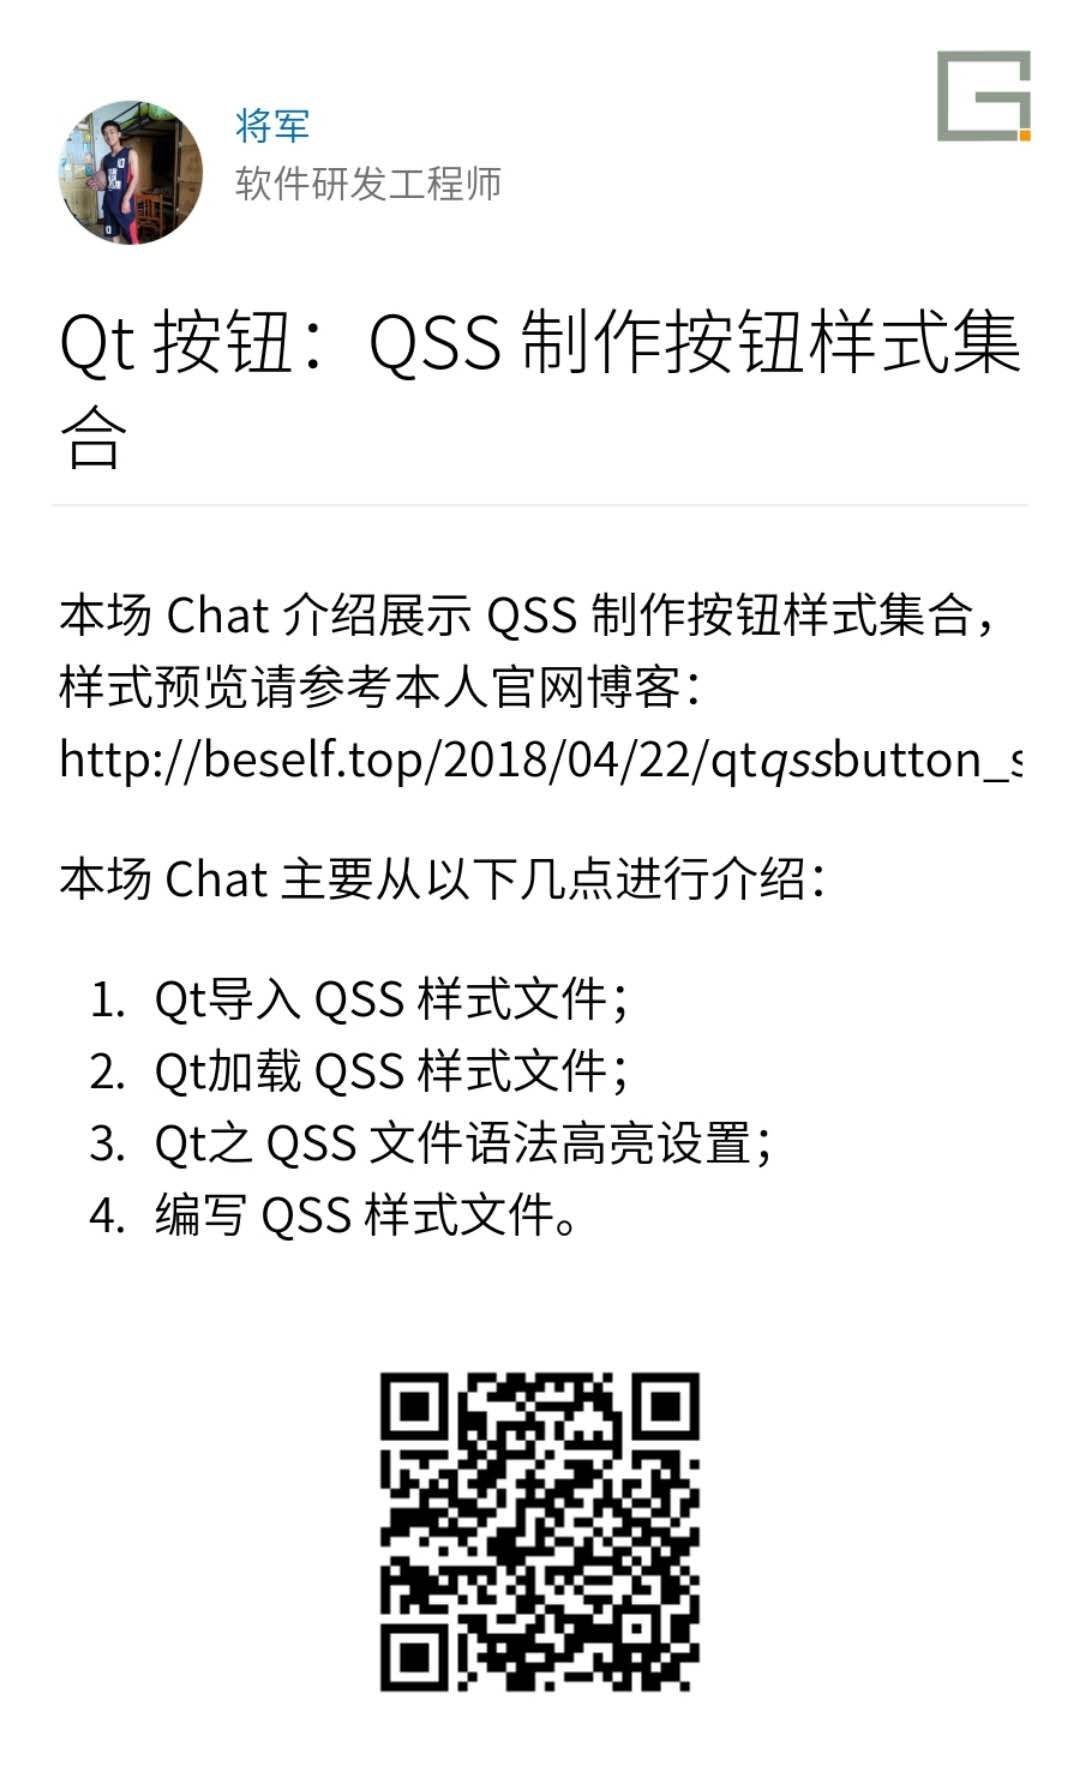 将军
软件研发工程师
Qt 按钮：QSS 制作按钮样式集
合
本场 Chat 介绍展示 QSS 制作按钮样式集合，
样式预览请参考本人官网博客：
http://beself.top/2018/04/22/qtqssbutton_s
本场 Chat 主要从以下几点进行介绍：
1. Qt导入 QSS 样式文件；
2. Qt加载 QSS 样式文件；
3. Qt之 QSS 文件语法高亮设置；
4. 编写 QSS 样式文件。